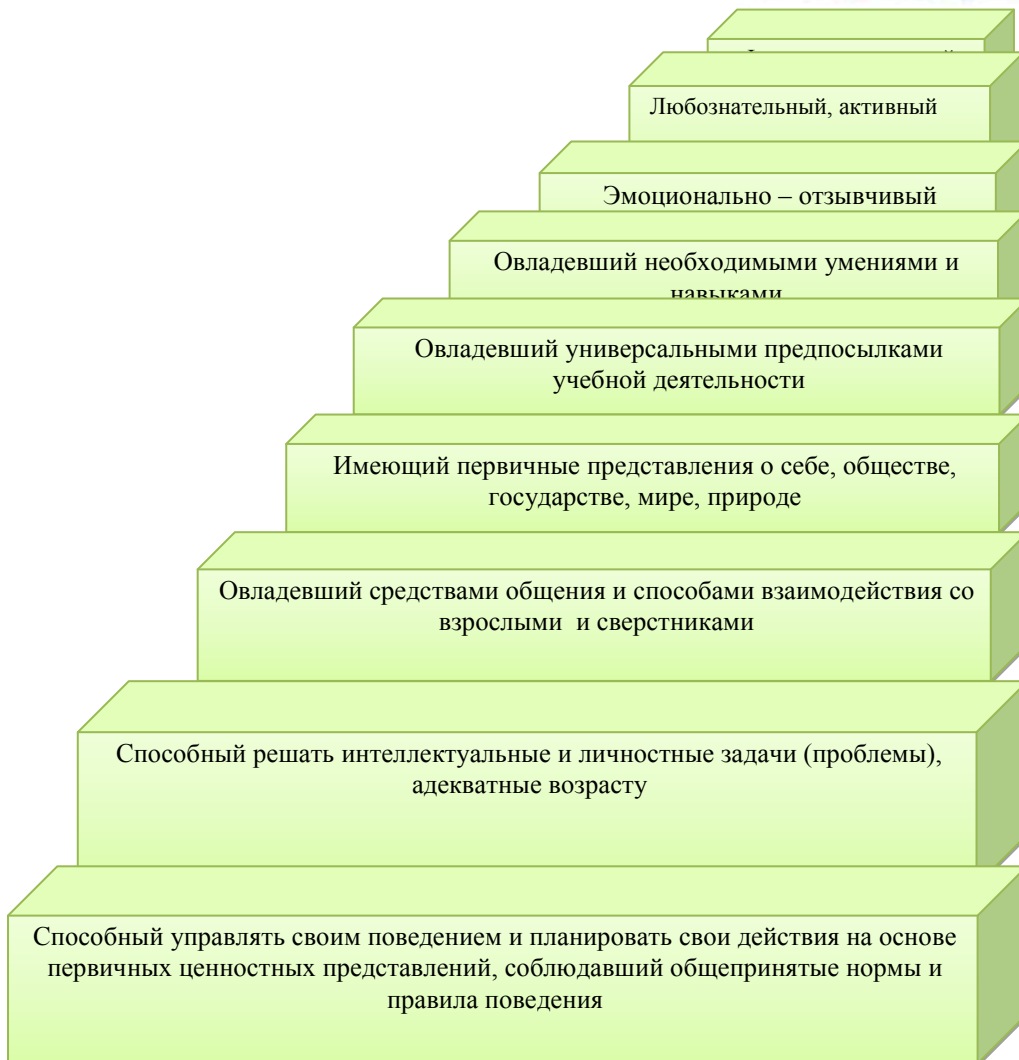 Любознательный, активный
Эмоционально – отзывчивый
Овладевший необходимыми умениями и
навыками
Овладевший универсальными предпосылками
учебной деятельности
Имеющий первичные представления о себе, обществе,
государстве, мире, природе
Овладевший средствами общения и способами взаимодействия со
взрослыми и сверстниками
Способный решать интеллектуальные и личностные задачи (проблемы),
адекватные возрасту
Способный управлять своим поведением и планировать свои действия на основе
первичных ценностных представлений, соблюдавший общепринятые нормы и
правила поведения